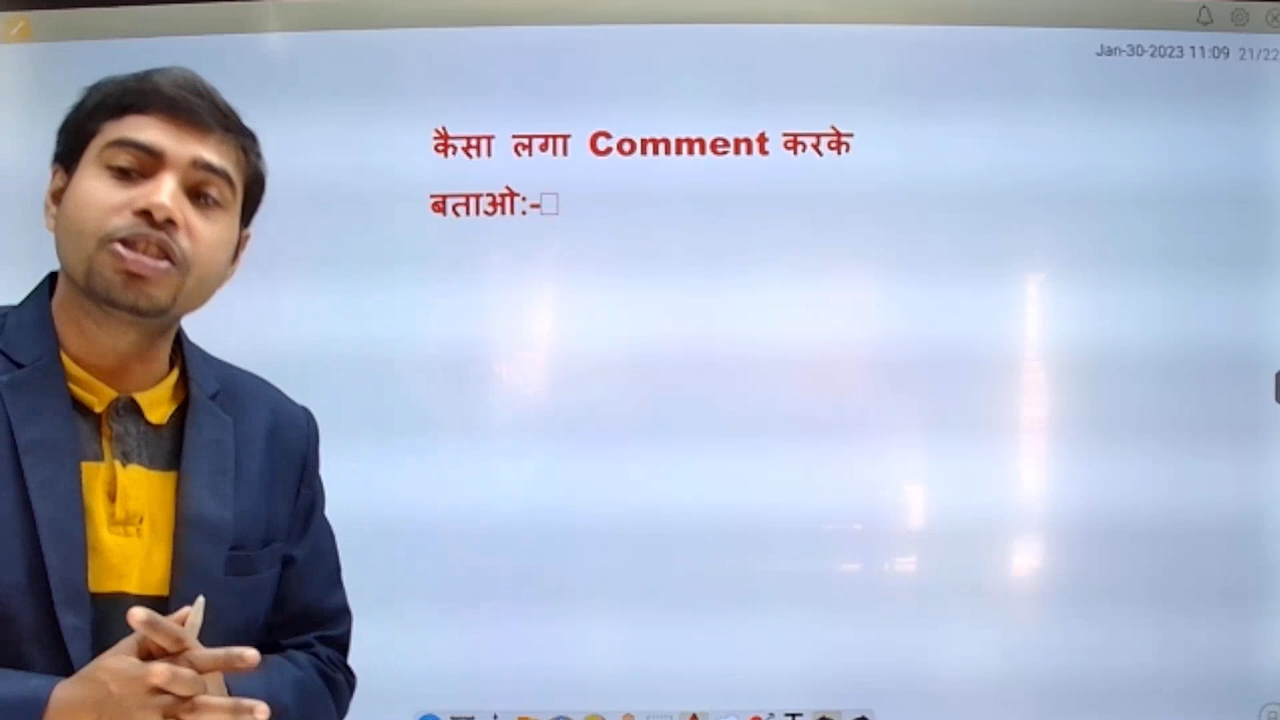 Jan-30-2023 11:09 21/22
कैसा लगा Comment करके
बताओ:-□